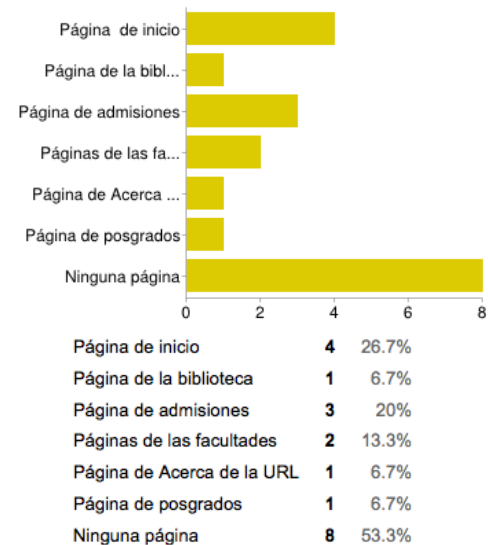 Página  de inicio
Página de la bibl...
Página de admisiones
Páginas de las fa...
Página de Acerca ...
Página de posgrados
Ninguna página
0 2 4 6 8
Página de inicio 4 26.7%
Página de la biblioteca 1 6.7%
Página de admisiones 3 20%
Páginas de las facultades 2 13.3%
Página de Acerca de la URL 1 6.7%
Página de posgrados 1 6.7%
Ninguna página 8 53.3%